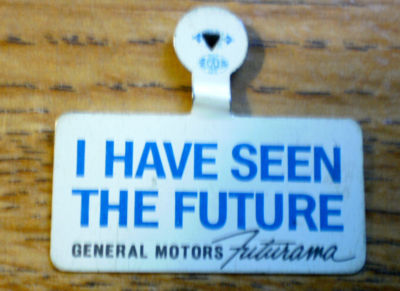 I HAVE SEEN
THE FUTURE
GENERAL MOTORS Futurama